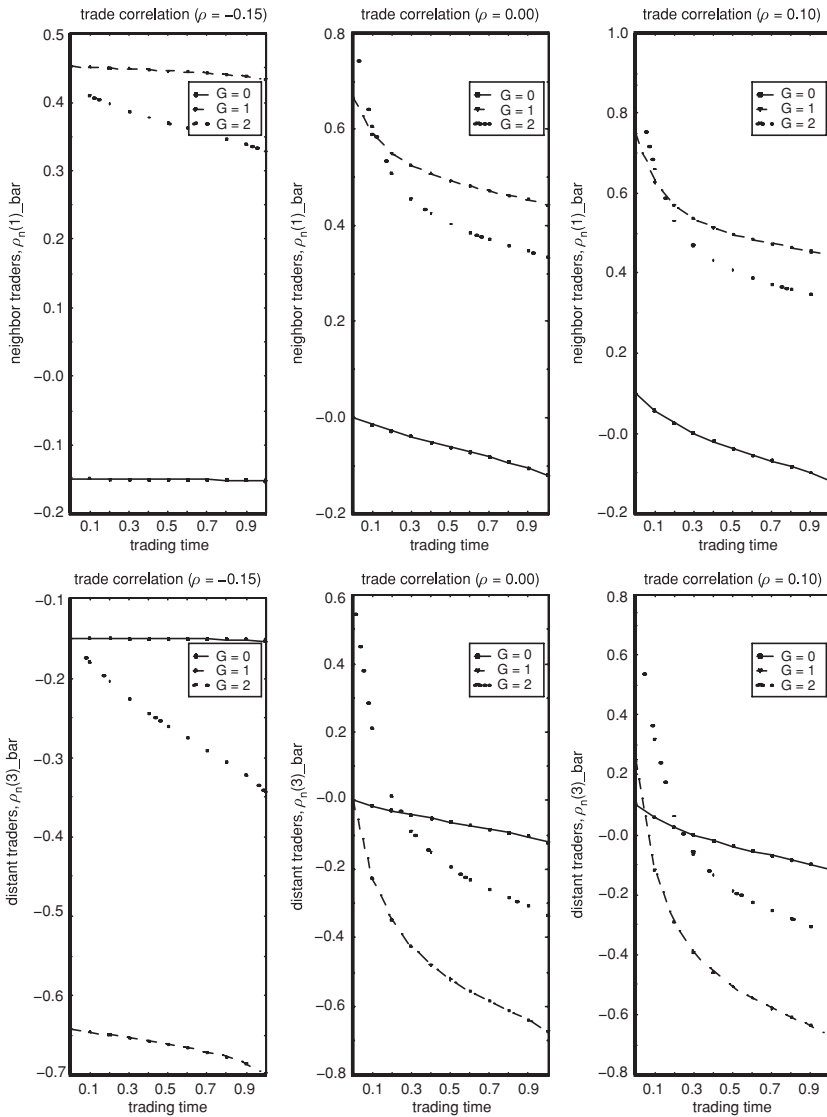 trade correlation (ρ = −0.15)
0.5
0.4
0.3
0.2
0.1
−0.0
−0.1
−0.2
neighbor traders, ρn(1)_bar
G = 0
G = 1
G = 2
0.1 0.3 0.5 0.7 0.9
trading time
trade correlation (ρ = 0.00)
0.8
0.6
0.4
0.2
−0.0
−0.2
neighbor traders, ρn(1)_bar
G = 0
G = 1
G = 2
0.1 0.3 0.5 0.7 0.9
trading time
trade correlation (ρ = 0.10)
1.0
0.8
0.6
0.4
0.2
−0.0
−0.2
neighbor traders, ρn(1)_bar
G = 0
G = 1
G = 2
0.1 0.3 0.5 0.7 0.9
trading time
trade correlation (ρ = −0.15)
−0.1
−0.2
−0.3
−0.4
−0.5
−0.6
−0.7
distant traders, ρn(3)_bar
G = 0
G = 1
G = 2
0.1 0.3 0.5 0.7 0.9
trading time
trade correlation (ρ = 0.00)
0.6
0.4
0.2
−0.0
−0.2
−0.4
−0.6
−0.8
distant traders, ρn(3)_bar
G = 0
G = 1
G = 2
0.1 0.3 0.5 0.7 0.9
trading time
trade correlation (ρ = 0.10)
0.8
0.6
0.4
0.2
−0.0
−0.2
−0.4
−0.6
−0.8
distant traders, ρn(3)_bar
G = 0
G = 1
G = 2
0.1 0.3 0.5 0.7 0.9
trading time